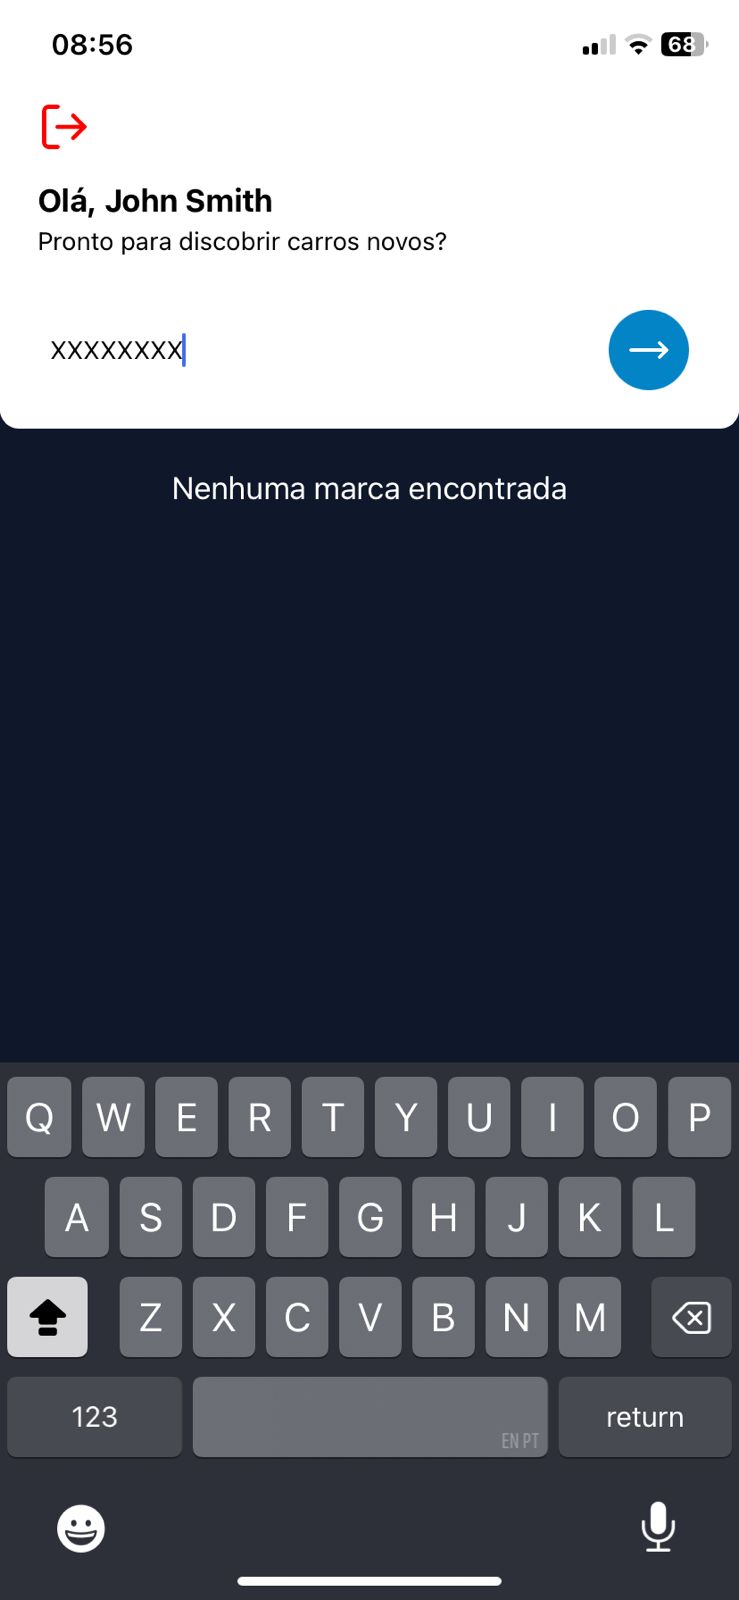 08:56
68
Olá, John Smith
Pronto para discobrir carros novos?
XXXXXXXX
Nenhuma marca encontrada
Q W E R T Y U I O P
A S D F G H J K L
Z X C V B N M
123
EN PT
return